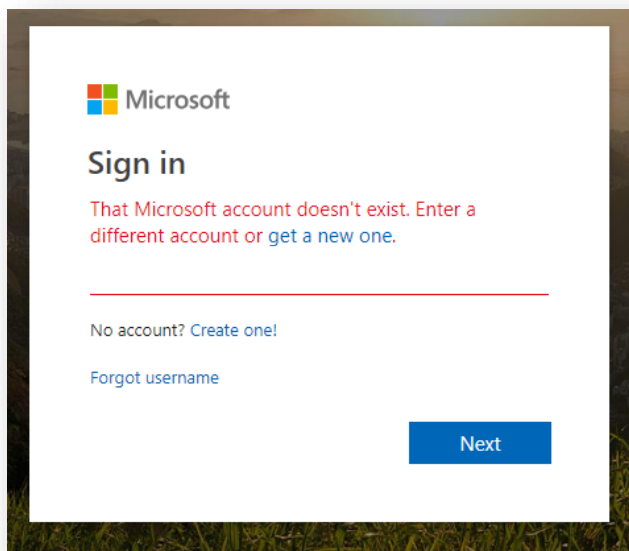 Microsoft
Sign in
That Microsoft account doesn't exist. Enter a
different account or get a new one.
No account? Create one!
Forgot username
Next